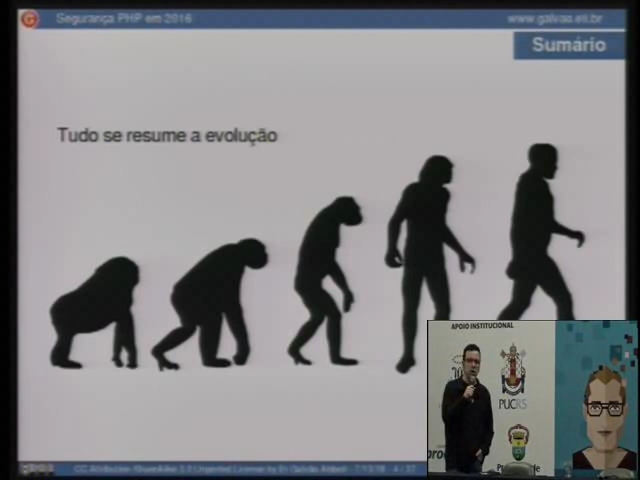 Segurança PHP em 2016
www.galvao.eti.br
Sumário
Tudo se resume a evolução
APOIO INSTITUCIONAL
PUCRS